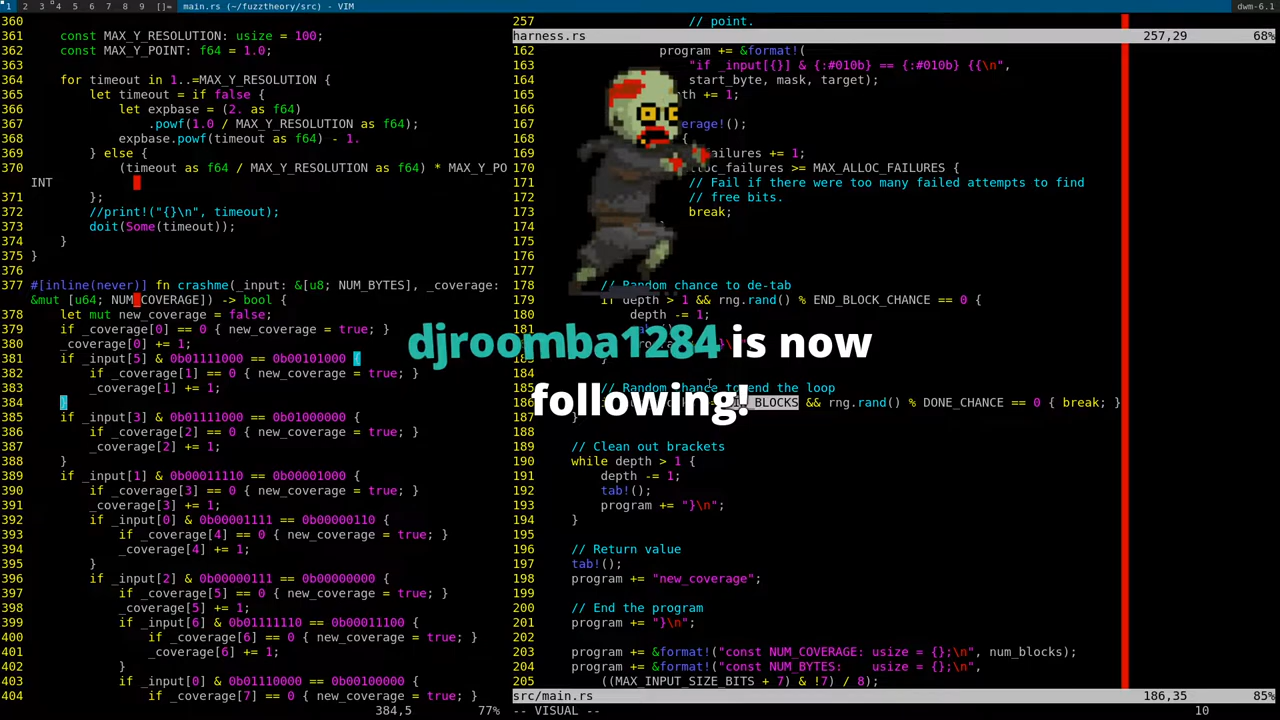 1 2 3 4 5 6 7 8 9 []= main.rs (~/fuzztheory/src) - VIM dwm-6.1
360
361 const MAX_Y_RESOLUTION: usize = 100;
362 const MAX_Y_POINT: f64 = 1.0;
363
364 for timeout in 1..=MAX_Y_RESOLUTION {
365 let timeout = if false {
366 let expbase = (2. as f64)
367 .powf(1.0 / MAX_Y_RESOLUTION as f64);
368 expbase.powf(timeout as f64) - 1.
369 } else {
370 (timeout as f64 / MAX_Y_RESOLUTION as f64) * MAX_Y_PO
INT
371 };
372 //print!("{}\n", timeout);
373 doit(Some(timeout));
374 }
375 }
376
377 #[inline(never)] fn crashme(_input: &[u8; NUM_BYTES], _coverage:
&mut [u64; NUM_COVERAGE]) -> bool {
378 let mut new_coverage = false;
379 if _coverage[0] == 0 { new_coverage = true; }
380 _coverage[0] += 1;
381 if _input[5] & 0b01111000 == 0b00101000 {
382 if _coverage[1] == 0 { new_coverage = true; }
383 _coverage[1] += 1;
384 }
385 if _input[3] & 0b01111000 == 0b01000000 {
386 if _coverage[2] == 0 { new_coverage = true; }
387 _coverage[2] += 1;
388 }
389 if _input[1] & 0b00011110 == 0b00001000 {
390 if _coverage[3] == 0 { new_coverage = true; }
391 _coverage[3] += 1;
392 if _input[0] & 0b00001111 == 0b00000110 {
393 if _coverage[4] == 0 { new_coverage = true; }
394 _coverage[4] += 1;
395 }
396 if _input[2] & 0b00000111 == 0b00000000 {
397 if _coverage[5] == 0 { new_coverage = true; }
398 _coverage[5] += 1;
399 if _input[6] & 0b01111110 == 0b00011100 {
400 if _coverage[6] == 0 { new_coverage = true; }
401 _coverage[6] += 1;
402 }
403 if _input[0] & 0b01110000 == 0b00100000 {
404 if _coverage[7] == 0 { new_coverage = true; }
384,5 77%
257 // point.
harness.rs 257,29 68%
162 program += &format!(
163 "if _input[{}] & {:#010b} == {:#010b} {{\n",
164 start_byte, mask, target);
165 += 1;
166
167 !();
168 {
169 failures += 1;
170 _failures >= MAX_ALLOC_FAILURES {
171 // Fail if there were too many failed attempts to find
172 // free bits.
173 break;
174
175
176
177
178 // Random chance to de-tab
179 if depth > 1 && rng.rand() % END_BLOCK_CHANCE == 0 {
180 depth -= 1;
184
185 // Random chance to end the loop
186 _BLOCKS && rng.rand() % DONE_CHANCE == 0 { break; }
187 }
188
189 // Clean out brackets
190 while depth > 1 {
191 depth -= 1;
192 tab!();
193 program += "}\n";
194 }
195
196 // Return value
197 tab!();
198 program += "new_coverage";
199
200 // End the program
201 program += "}\n";
202
203 program += &format!("const NUM_COVERAGE: usize = {};\n", num_blocks);
204 program += &format!("const NUM_BYTES: usize = {};\n",
205 ((MAX_INPUT_SIZE_BITS + 7) & !7) / 8);
src/main.rs 186,35 85%
-- VISUAL -- 10
djroomba1284 is now
following!